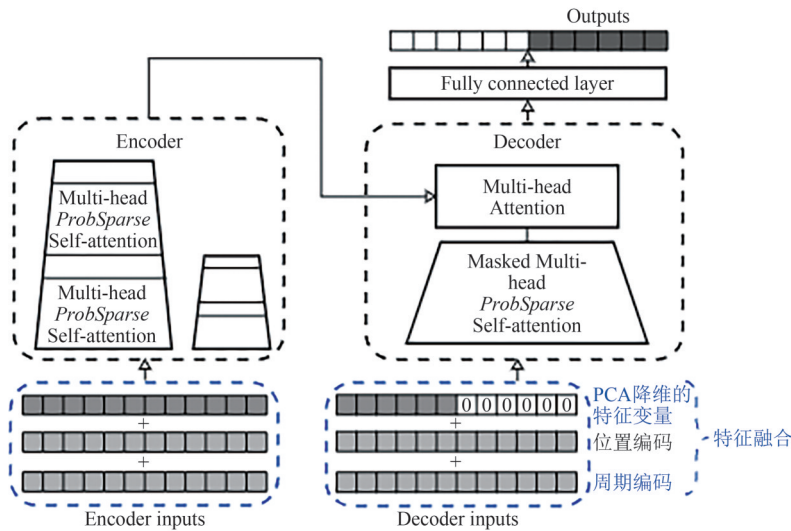 Outputs
Fully connected layer
Encoder
Multi-head
ProbSparse
Self-attention
Multi-head
ProbSparse
Self-attention
Decoder
Multi-head
Attention
Masked Multi-
head
ProbSparse
Self-attention
+
+
Encoder inputs
0 0 0 0 0 0
+
+
Decoder inputs
PCA降维的
特征变量
位置编码
周期编码
特征融合